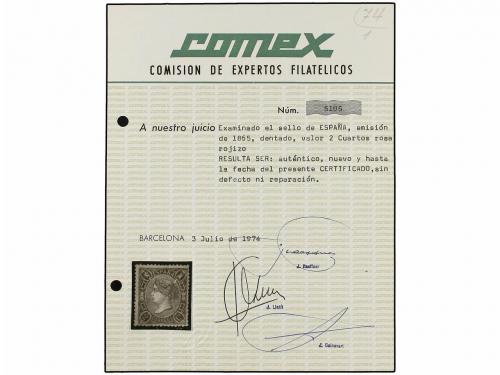 74
1
comex
COMISION DE EXPERTOS FILATELICOS
Núm. 5105
A nuestro juicio Examinado el sello de ESPAÑA, emisión
de 1865, dentado, valor 2 Cuartos rosa
rojizo
RESULTA SER: auténtico, nuevo y hasta
la fecha del presente CERTIFICADO, sin
defecto ni reparación.
BARCELONA 3 Julio de 1974
J.
J. Llach
J.